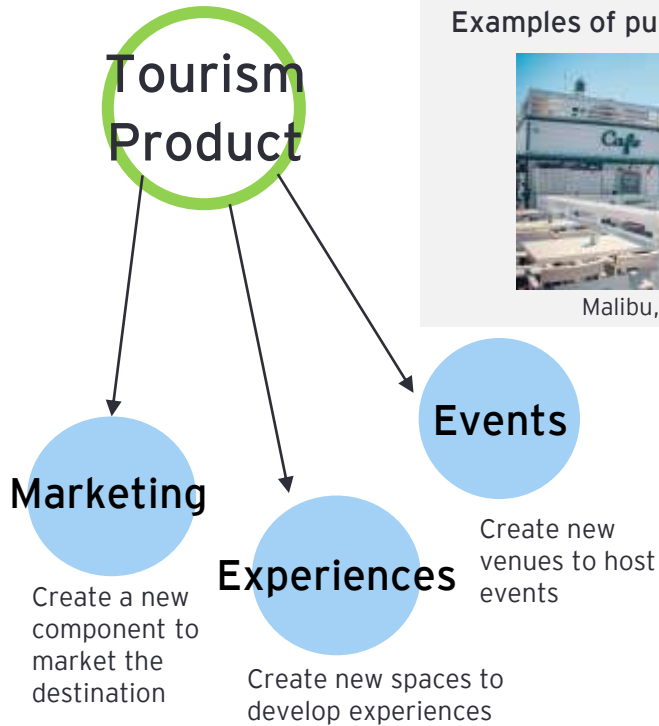 Tourism
Product
Examples of pu
Cafe
Malibu,
Events
Create new
venues to host
events
Marketing
Create a new
component to
market the
destination
Experiences
Create new spaces to
develop experiences